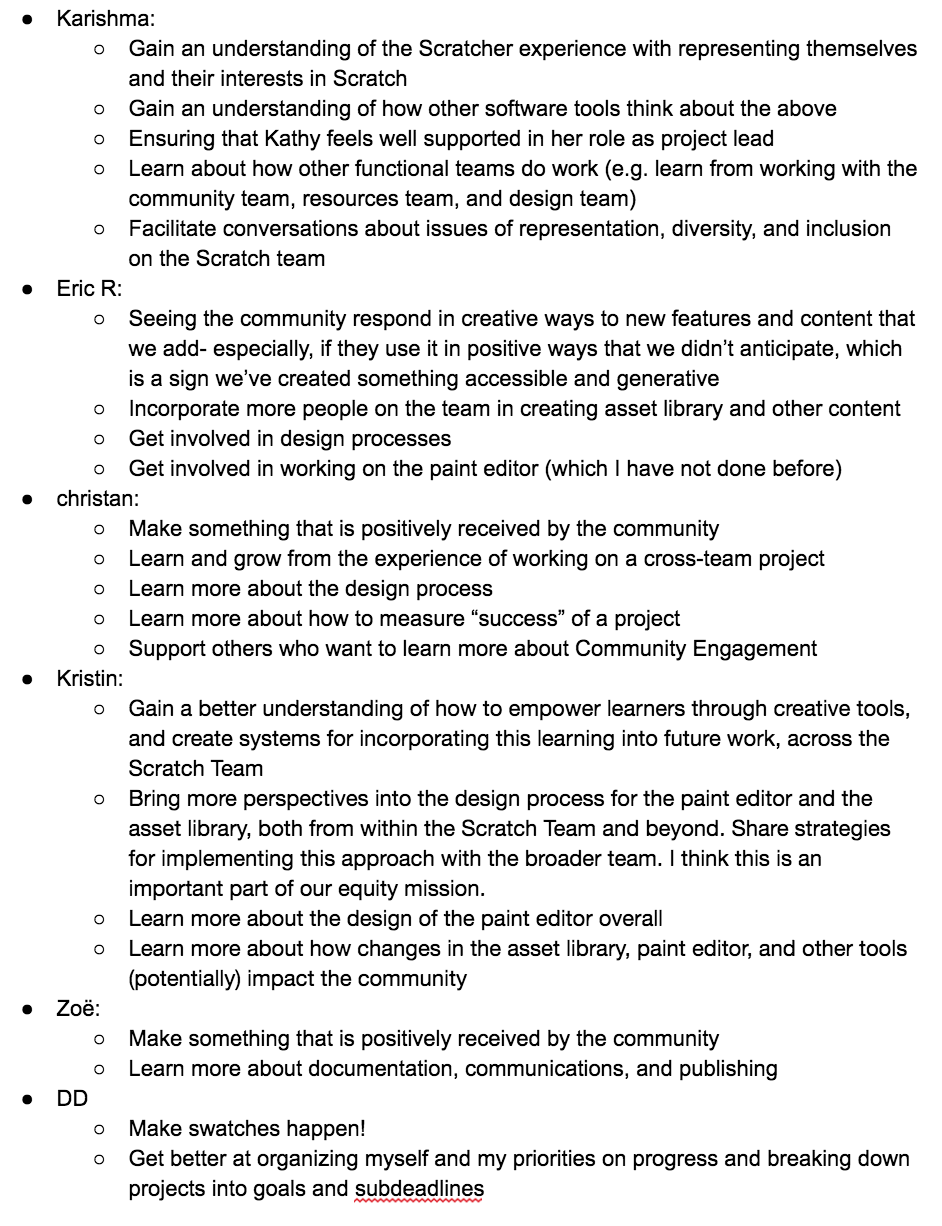 ● Karishma:
○ Gain an understanding of the Scratcher experience with representing themselves
and their interests in Scratch
○ Gain an understanding of how other software tools think about the above
○ Ensuring that Kathy feels well supported in her role as project lead
○ Learn about how other functional teams do work (e.g. learn from working with the
community team, resources team, and design team)
○ Facilitate conversations about issues of representation, diversity, and inclusion
on the Scratch team
● Eric R:
○ Seeing the community respond in creative ways to new features and content that
we add- especially, if they use it in positive ways that we didn’t anticipate, which
is a sign we’ve created something accessible and generative
○ Incorporate more people on the team in creating asset library and other content
○ Get involved in design processes
○ Get involved in working on the paint editor (which I have not done before)
● christan:
○ Make something that is positively received by the community
○ Learn and grow from the experience of working on a cross-team project
○ Learn more about the design process
○ Learn more about how to measure “success” of a project
○ Support others who want to learn more about Community Engagement
● Kristin:
○ Gain a better understanding of how to empower learners through creative tools,
and create systems for incorporating this learning into future work, across the
Scratch Team
○ Bring more perspectives into the design process for the paint editor and the
asset library, both from within the Scratch Team and beyond. Share strategies
for implementing this approach with the broader team. I think this is an
important part of our equity mission.
○ Learn more about the design of the paint editor overall
○ Learn more about how changes in the asset library, paint editor, and other tools
(potentially) impact the community
● Zoë:
○ Make something that is positively received by the community
○ Learn more about documentation, communications, and publishing
● DD
○ Make swatches happen!
○ Get better at organizing myself and my priorities on progress and breaking down
projects into goals and subdeadlines